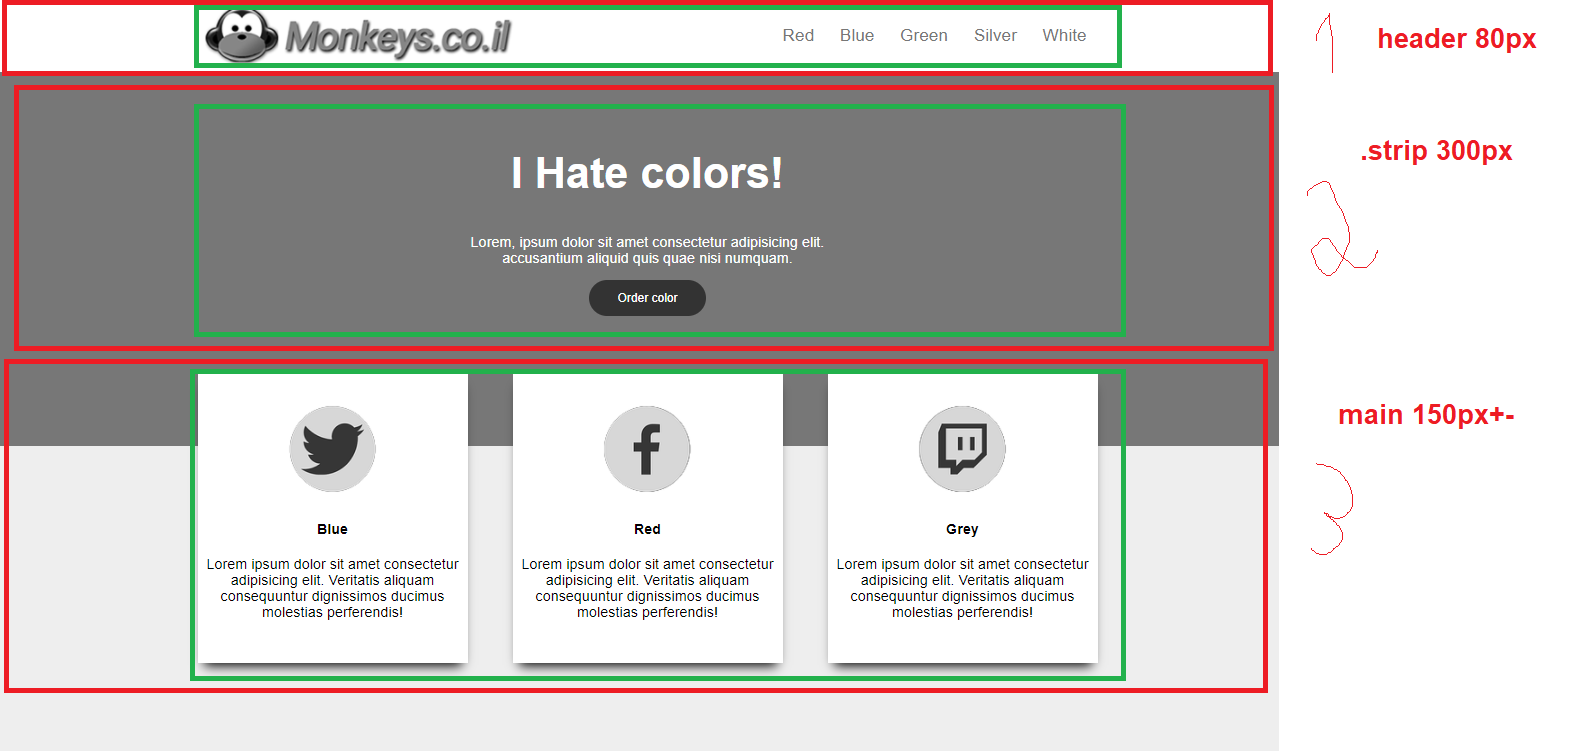 Monkeys.co.il
Red Blue Green Silver White
1
header 80px
I Hate colors!
.strip 300px
2
Lorem, ipsum dolor sit amet consectetur adipisicing elit.
accusantium aliquid quis quae nisi numquam.
Order color
main 150px+-
3
Blue
Lorem ipsum dolor sit amet consectetur
adipisicing elit. Veritatis aliquam
consequuntur dignissimos ducimus
molestias perferendis!
Red
Lorem ipsum dolor sit amet consectetur
adipisicing elit. Veritatis aliquam
consequuntur dignissimos ducimus
molestias perferendis!
Grey
Lorem ipsum dolor sit amet consectetur
adipisicing elit. Veritatis aliquam
consequuntur dignissimos ducimus
molestias perferendis!